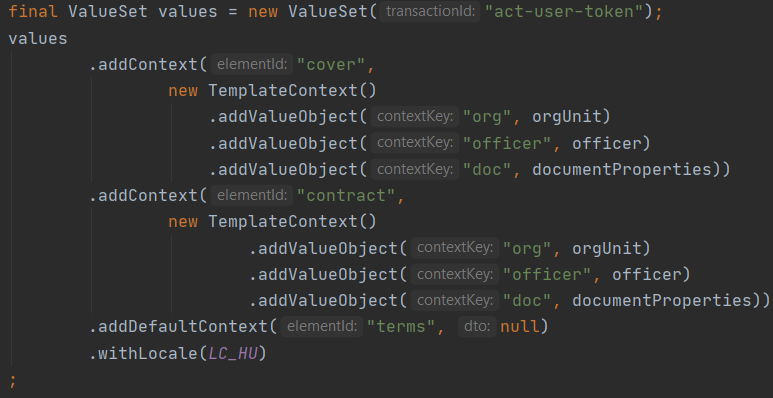 final ValueSet values = new ValueSet( transactionId: "act-user-token");
values
.addContext( elementId: "cover",
new TemplateContext()
.addValueObject( contextKey: "org", orgUnit)
.addValueObject( contextKey: "officer", officer)
.addValueObject( contextKey: "doc", documentProperties))
.addContext( elementId: "contract",
new TemplateContext()
.addValueObject( contextKey: "org", orgUnit)
.addValueObject( contextKey: "officer", officer)
.addValueObject( contextKey: "doc", documentProperties))
.addDefaultContext( elementId: "terms", dto: null)
.withLocale(LC_HU)
;